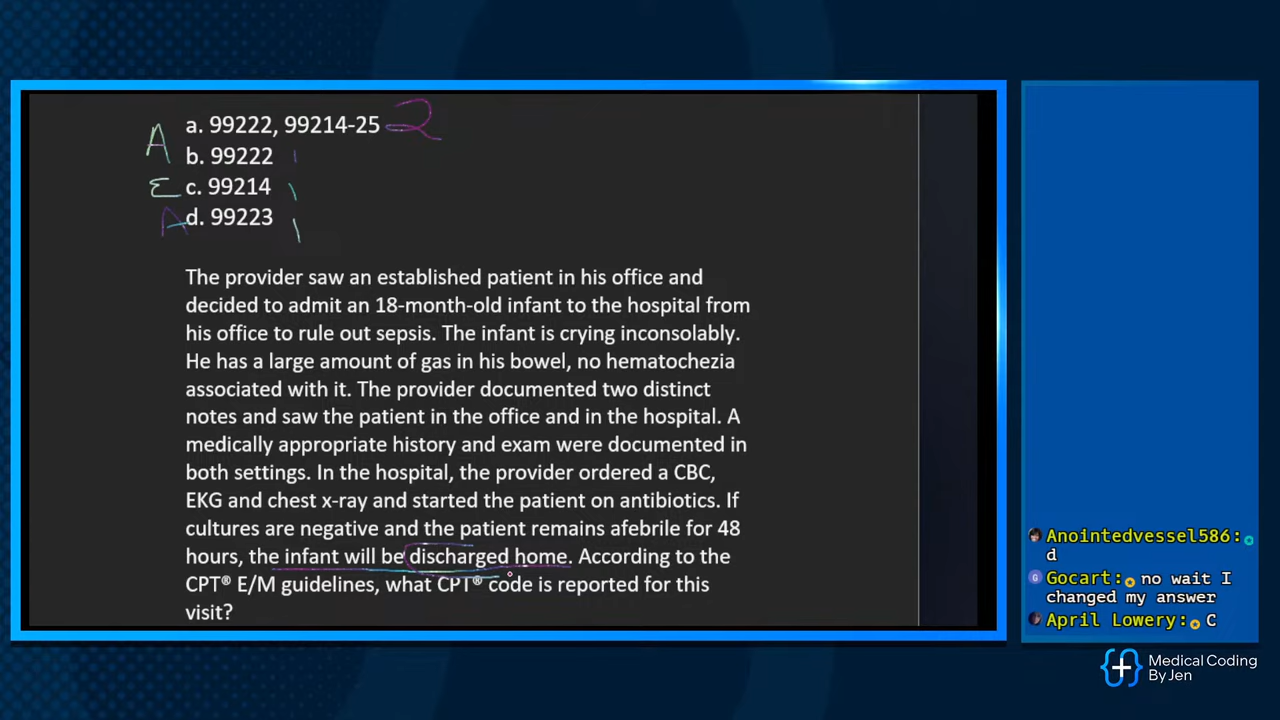 a. 99222, 99214-25 2
A
b. 99222
E c. 99214
A d. 99223
The provider saw an established patient in his office and
decided to admit an 18-month-old infant to the hospital from
his office to rule out sepsis. The infant is crying inconsolably.
He has a large amount of gas in his bowel, no hematochezia
associated with it. The provider documented two distinct
notes and saw the patient in the office and in the hospital. A
medically appropriate history and exam were documented in
both settings. In the hospital, the provider ordered a CBC,
EKG and chest x-ray and started the patient on antibiotics. If
cultures are negative and the patient remains afebrile for 48
hours, the infant will be discharged home. According to the
CPT® E/M guidelines, what CPT® code is reported for this
visit?
Anointedvessel586:
d
Gocart: no wait I
changed my answer
April Lowery: C
Medical Coding
By Jen